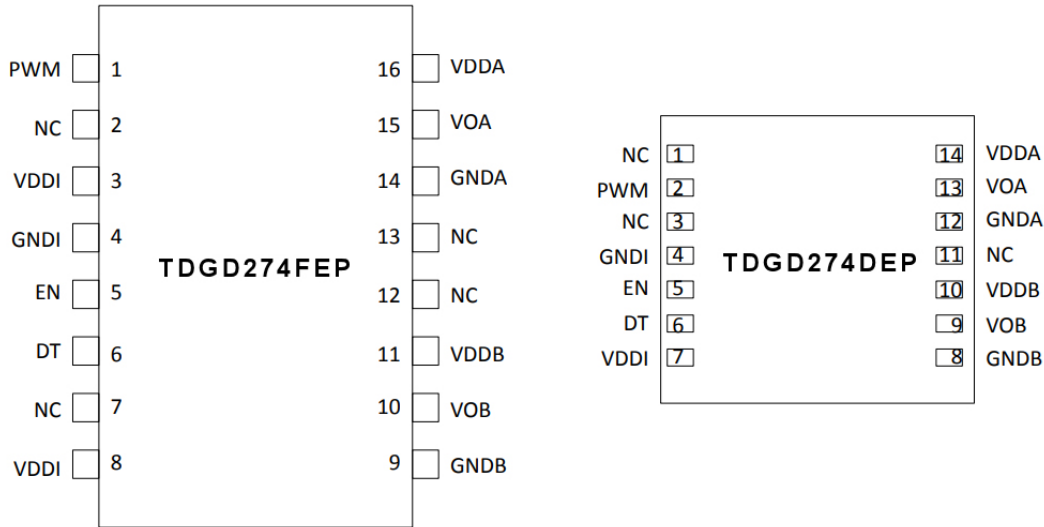 PWM 1 16 VDDA
NC 2 15 VOA
VDDI 3 14 GNDA
GNDI 4 13 NC
TDGD274FEP
EN 5 12 NC
DT 6 11 VDDB
NC 7 10 VOB
VDDI 8 9 GNDB
NC 1 14 VDDA
PWM 2 13 VOA
NC 3 12 GNDA
GNDI 4 11 NC
TDGD274DEP
EN 5 10 VDDB
DT 6 9 VOB
VDDI 7 8 GNDB